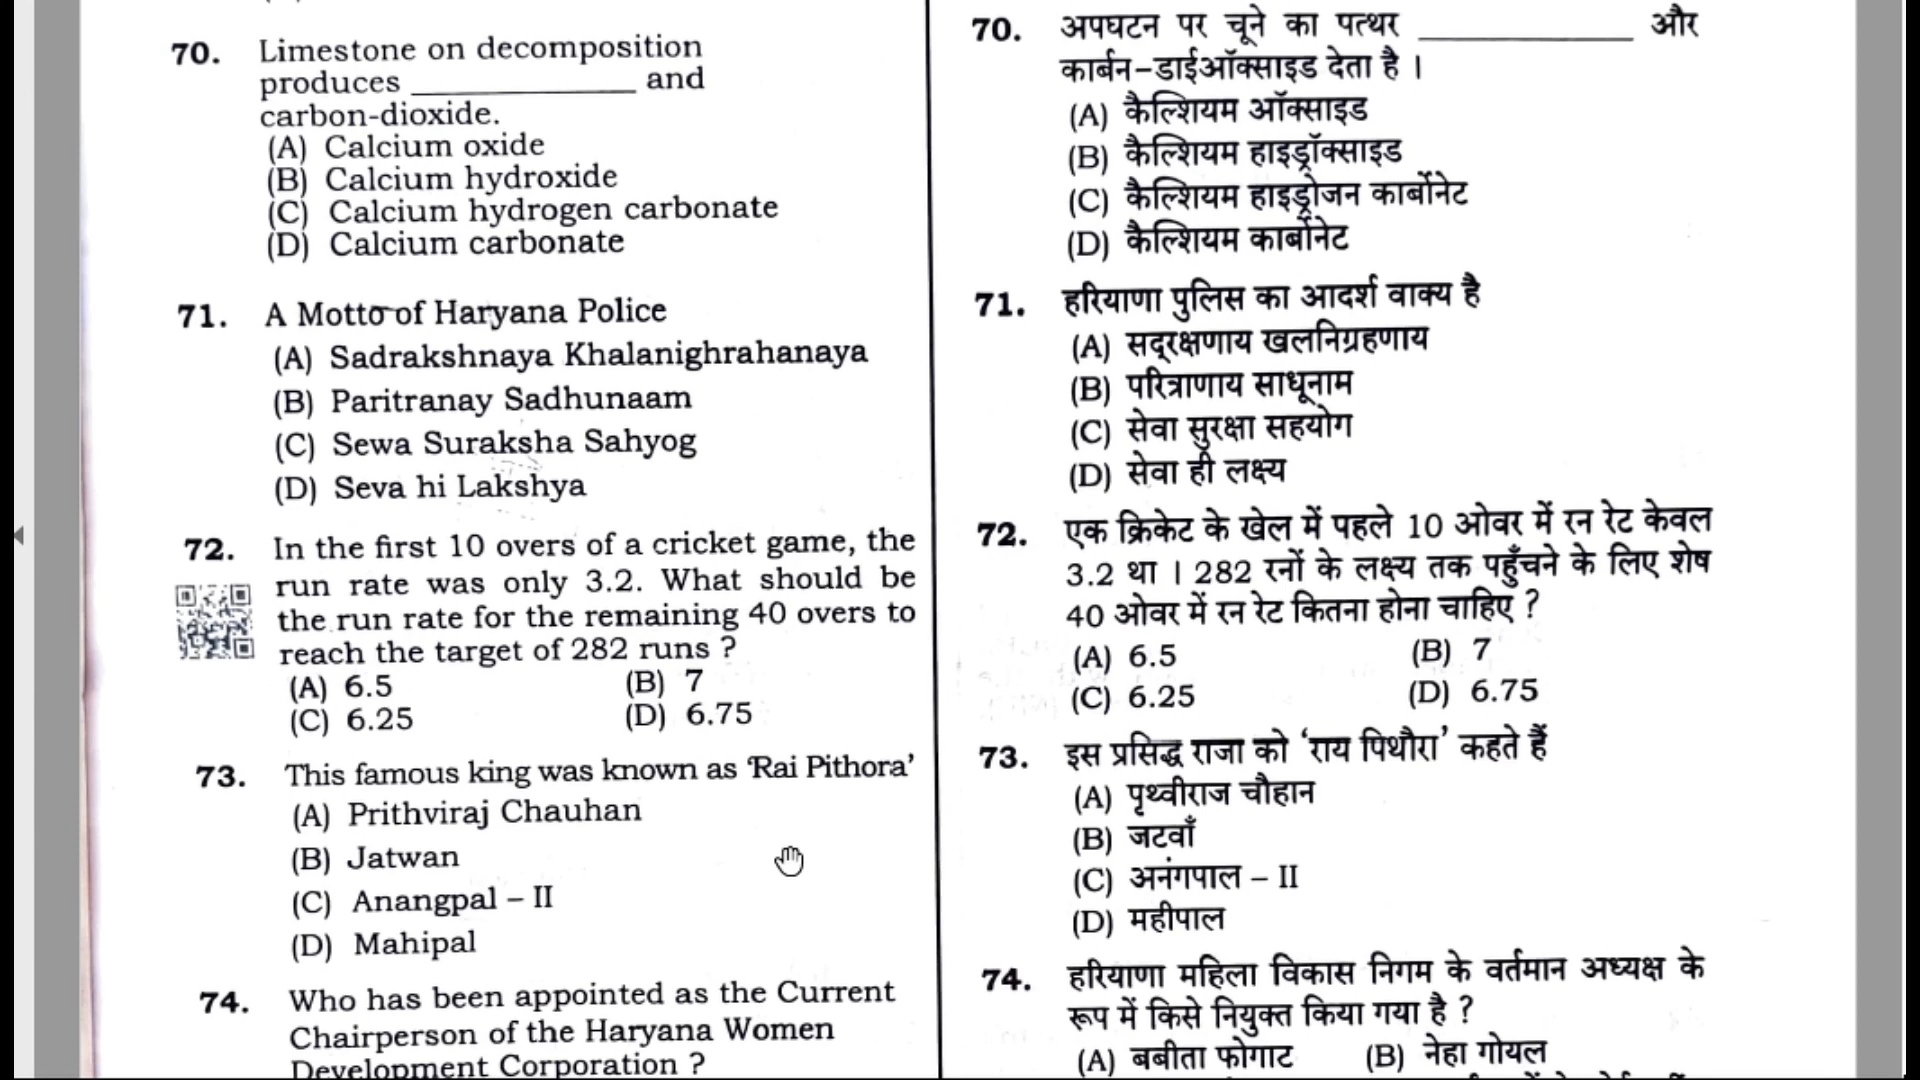 70. Limestone on decomposition
produces ____________ and
carbon-dioxide.
(A) Calcium oxide
(B) Calcium hydroxide
(C) Calcium hydrogen carbonate
(D) Calcium carbonate
71. A Motto of Haryana Police
(A) Sadrakshnaya Khalanighrahanaya
(B) Paritranay Sadhunaam
(C) Sewa Suraksha Sahyog
(D) Seva hi Lakshya
72. In the first 10 overs of a cricket game, the
run rate was only 3.2. What should be
the run rate for the remaining 40 overs to
reach the target of 282 runs ?
(A) 6.5 (B) 7
(C) 6.25 (D) 6.75
73. This famous king was known as 'Rai Pithora'
(A) Prithviraj Chauhan
(B) Jatwan
(C) Anangpal – II
(D) Mahipal
74. Who has been appointed as the Current
Chairperson of the Haryana Women
Development Corporation ?
70. अपघटन पर चूने का पत्थर ____________ और
कार्बन-डाईऑक्साइड देता है ।
(A) कैल्शियम ऑक्साइड
(B) कैल्शियम हाइड्रॉक्साइड
(C) कैल्शियम हाइड्रोजन कार्बोनेट
(D) कैल्शियम कार्बोनेट
71. हरियाणा पुलिस का आदर्श वाक्य है
(A) सद्रक्षणाय खलनिग्रहणाय
(B) परित्राणाय साधूनाम
(C) सेवा सुरक्षा सहयोग
(D) सेवा ही लक्ष्य
72. एक क्रिकेट के खेल में पहले 10 ओवर में रन रेट केवल
3.2 था । 282 रनों के लक्ष्य तक पहुँचने के लिए शेष
40 ओवर में रन रेट कितना होना चाहिए ?
(A) 6.5 (B) 7
(C) 6.25 (D) 6.75
73. इस प्रसिद्ध राजा को 'राय पिथौरा' कहते हैं
(A) पृथ्वीराज चौहान
(B) जटवाँ
(C) अनंगपाल – II
(D) महीपाल
74. हरियाणा महिला विकास निगम के वर्तमान अध्यक्ष के
रूप में किसे नियुक्त किया गया है ?
(A) बबीता फोगाट (B) नेहा गोयल